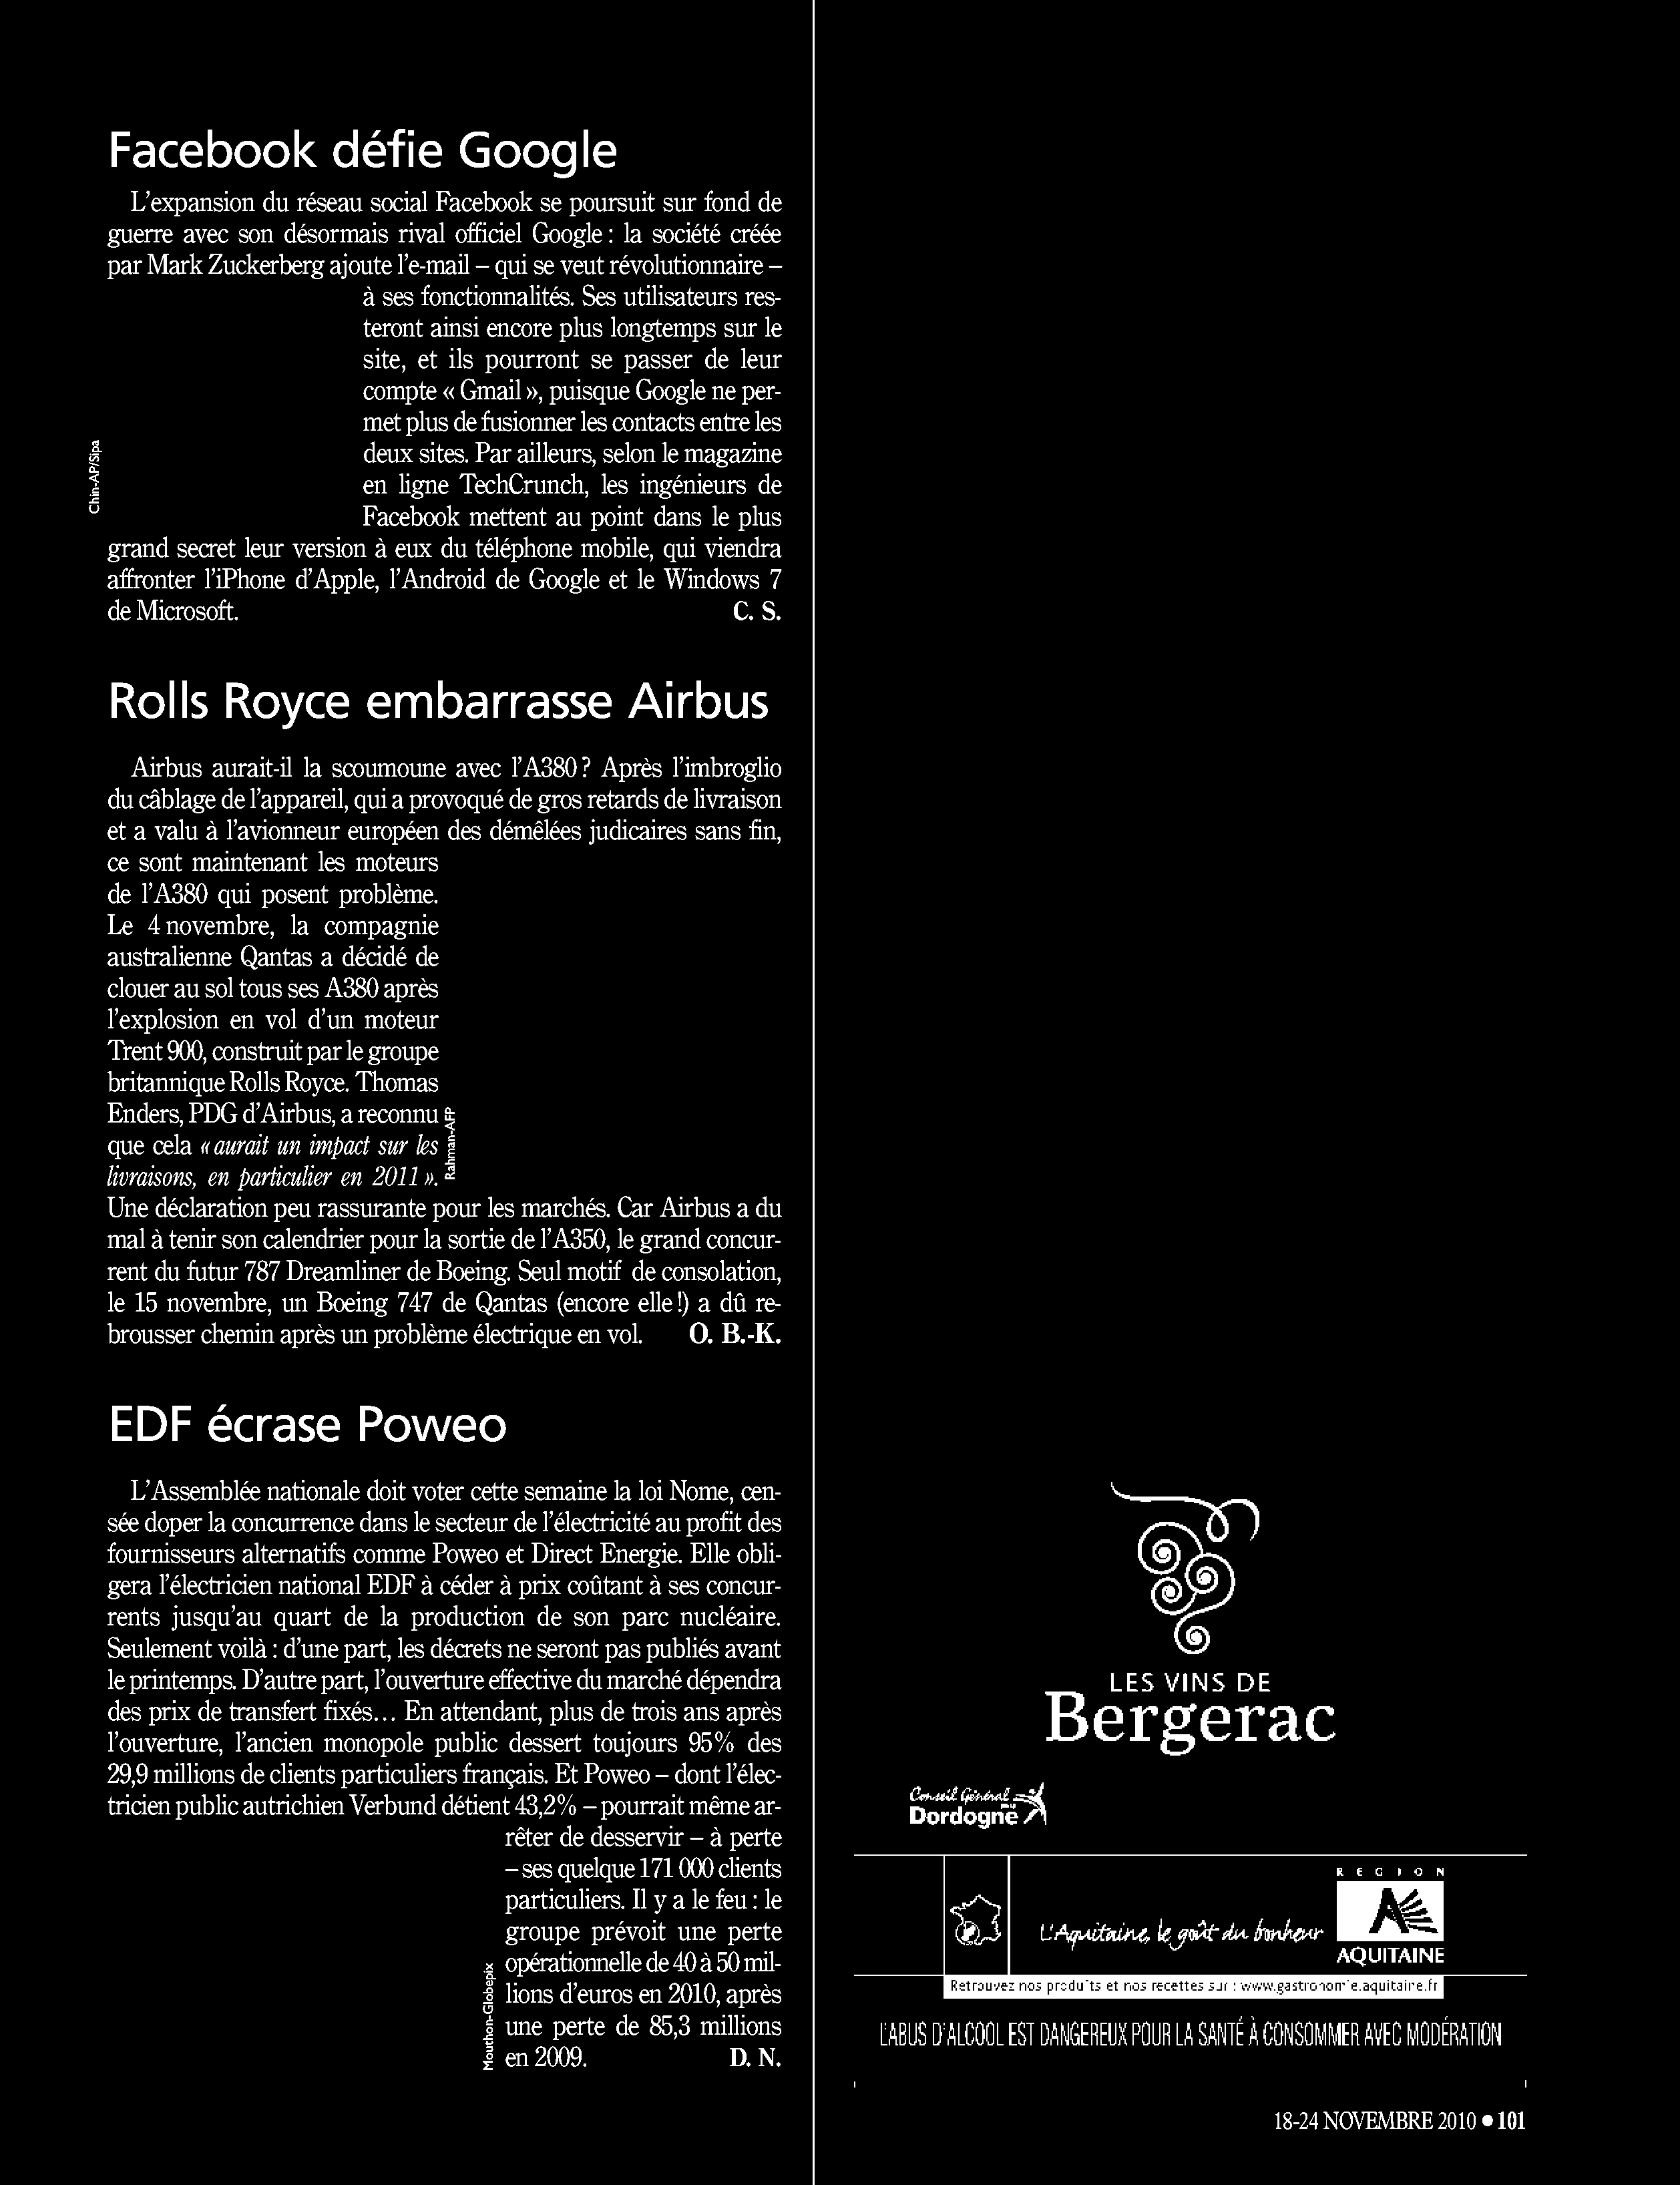 Facebook défie Google
L’expansion du réseau social Facebook se poursuit sur fond de
guerre avec son désormais rival officiel Google : la société créée
par Mark Zuckerberg ajoute l’e-mail – qui se veut révolutionnaire –
à ses fonctionnalités. Ses utilisateurs res-
teront ainsi encore plus longtemps sur le
site, et ils pourront se passer de leur
compte « Gmail », puisque Google ne per-
met plus de fusionner les contacts entre les
deux sites. Par ailleurs, selon le magazine
en ligne TechCrunch, les ingénieurs de
Facebook mettent au point dans le plus
grand secret leur version à eux du téléphone mobile, qui viendra
affronter l’iPhone d’Apple, l’Android de Google et le Windows 7
de Microsoft. C. S.
Chin-AP/Sipa
Rolls Royce embarrasse Airbus
Airbus aurait-il la scoumoune avec l’A380 ? Après l’imbroglio
du câblage de l’appareil, qui a provoqué de gros retards de livraison
et a valu à l’avionneur européen des démêlées judicaires sans fin,
ce sont maintenant les moteurs
de l’A380 qui posent problème.
Le 4 novembre, la compagnie
australienne Qantas a décidé de
clouer au sol tous ses A380 après
l’explosion en vol d’un moteur
Trent 900, construit par le groupe
britannique Rolls Royce. Thomas
Enders, PDG d’Airbus, a reconnu
que cela « aurait un impact sur les
livraisons, en particulier en 2011 ».
Une déclaration peu rassurante pour les marchés. Car Airbus a du
mal à tenir son calendrier pour la sortie de l’A350, le grand concur-
rent du futur 787 Dreamliner de Boeing. Seul motif de consolation,
le 15 novembre, un Boeing 747 de Qantas (encore elle !) a dû re-
brousser chemin après un problème électrique en vol. O. B.-K.
Rahman-AFP
EDF écrase Poweo
L’Assemblée nationale doit voter cette semaine la loi Nome, cen-
sée doper la concurrence dans le secteur de l’électricité au profit des
fournisseurs alternatifs comme Poweo et Direct Energie. Elle obli-
gera l’électricien national EDF à céder à prix coûtant à ses concur-
rents jusqu’au quart de la production de son parc nucléaire.
Seulement voilà : d’une part, les décrets ne seront pas publiés avant
le printemps. D’autre part, l’ouverture effective du marché dépendra
des prix de transfert fixés… En attendant, plus de trois ans après
l’ouverture, l’ancien monopole public dessert toujours 95% des
29,9 millions de clients particuliers français. Et Poweo – dont l’élec-
tricien public autrichien Verbund détient 43,2% – pourrait même ar-
rêter de desservir – à perte
– ses quelque 171 000 clients
particuliers. Il y a le feu : le
groupe prévoit une perte
opérationnelle de 40 à 50 mil-
lions d’euros en 2010, après
une perte de 85,3 millions
en 2009. D. N.
Mouthon-Globepix
LES VINS DE
Bergerac
Conseil Général
Dordogne
REGION
L’Aquitaine, le goût du bonheur
AQUITAINE
Retrouvez nos produits et nos recettes sur : www.gastronomie.aquitaine.fr
L’ABUS D’ALCOOL EST DANGEREUX POUR LA SANTÉ À CONSOMMER AVEC MODÉRATION
18-24 NOVEMBRE 2010 ● 101